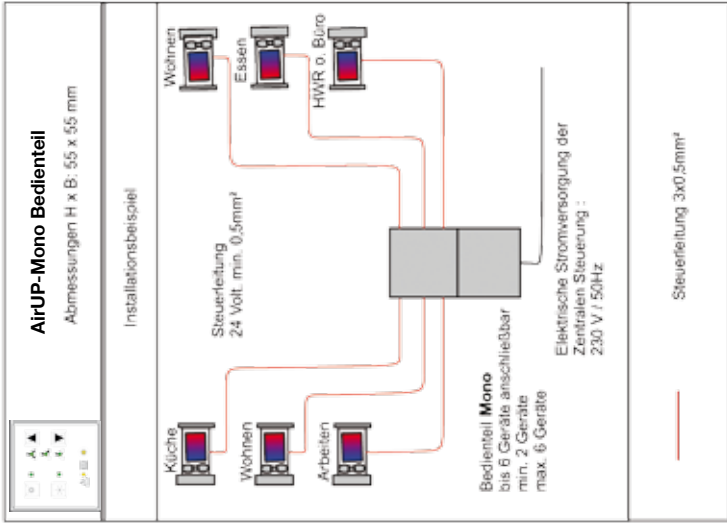 AirUP-Mono Bedienteil
Abmessungen H x B: 55 x 55 mm
Installationsbeispiel
Küche
Wohnen
Arbeiten
Steuerleitung
24 Volt. min. 0,5mm²
Wohnen
Essen
HWR o. Büro
Bedienteil Mono
bis 6 Geräte anschließbar
min. 2 Geräte
max. 6 Geräte
Elektrische Stromversorgung der
Zentralen Steuerung :
230 V / 50Hz
Steuerleitung 3x0,5mm²